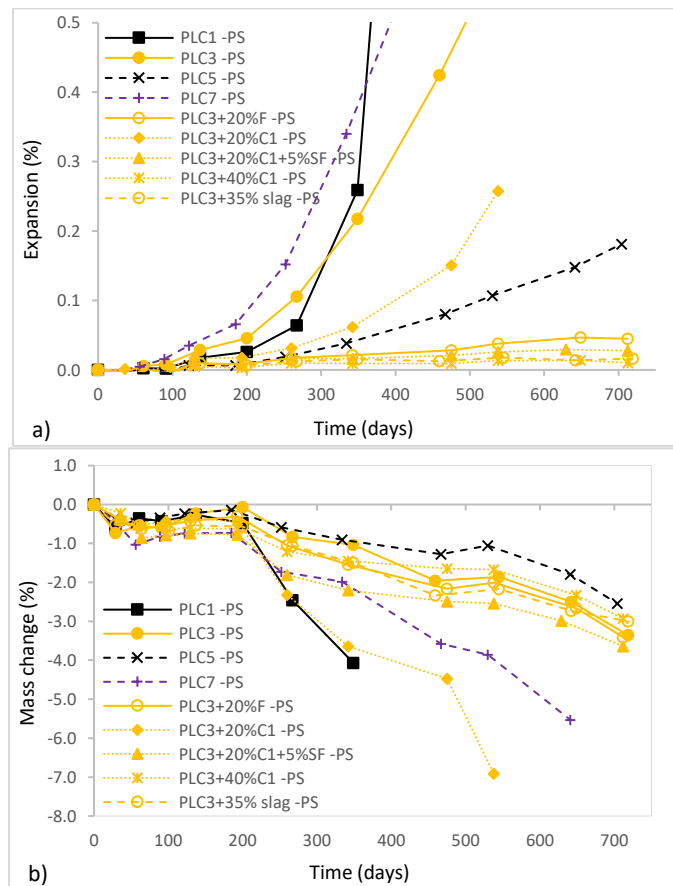 0.5
0.4
0.3
0.2
0.1
0.0
Expansion (%)
PLC1 -PS
PLC3 -PS
PLC5 -PS
PLC7 -PS
PLC3+20%F -PS
PLC3+20%C1 -PS
PLC3+20%C1+5%SF -PS
PLC3+40%C1 -PS
PLC3+35% slag -PS
0 100 200 300 400 500 600 700
Time (days)
a)
1.0
0.0
-1.0
-2.0
-3.0
-4.0
-5.0
-6.0
-7.0
-8.0
Mass change (%)
PLC1 -PS
PLC3 -PS
PLC5 -PS
PLC7 -PS
PLC3+20%F -PS
PLC3+20%C1 -PS
PLC3+20%C1+5%SF -PS
PLC3+40%C1 -PS
PLC3+35% slag -PS
0 100 200 300 400 500 600 700
Time (days)
b)